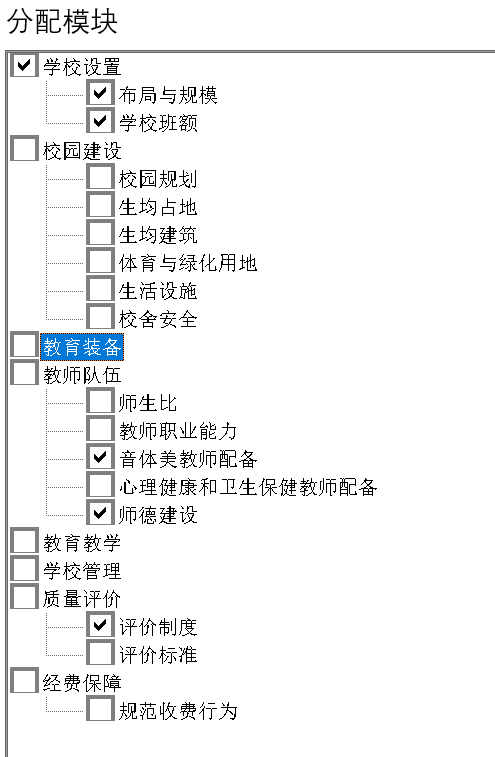 分配模块
学校设置
布局与规模
学校班额
校园建设
校园规划
生均占地
生均建筑
体育与绿化用地
生活设施
校舍安全
教育装备
教师队伍
师生比
教师职业能力
音体美教师配备
心理健康和卫生保健教师配备
师德建设
教育教学
学校管理
质量评价
评价制度
评价标准
经费保障
规范收费行为